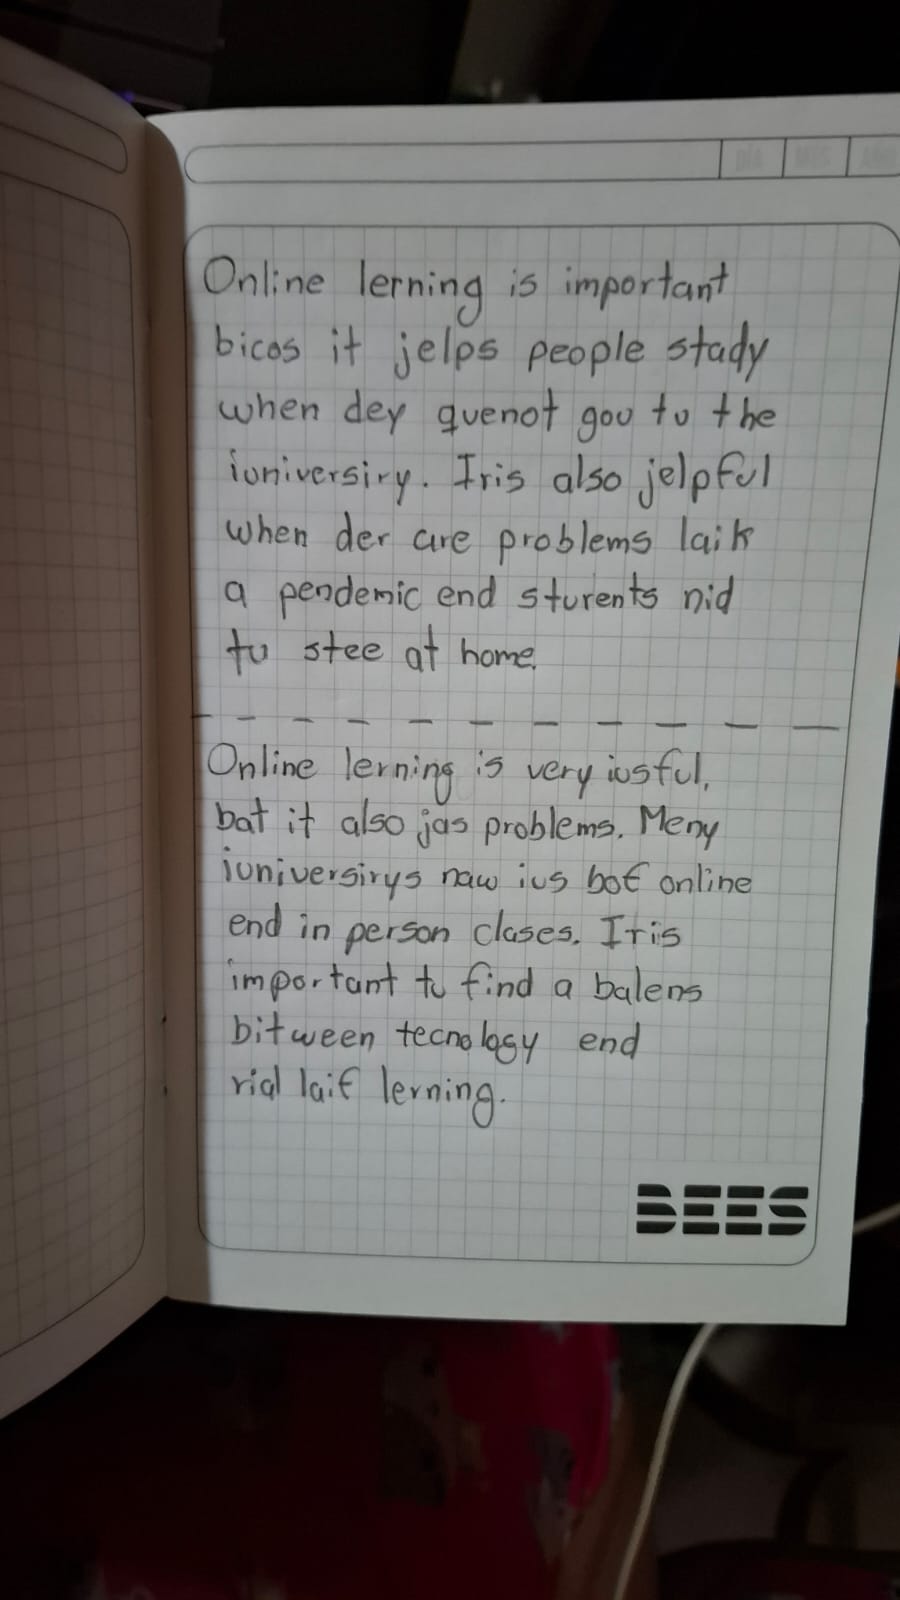 DÍA MES AÑO
Online lerning is important
bicos it jelps people stady
when dey quenot gou tu the
iuniversiry. Iris also jelpful
when der are problems laik
a pendemic end sturents nid
tu stee at home.
Online lerning is very iusful,
bat it also jas problems. Meny
iuniversirys naw ius bot online
end in person clases. Iris
important tu find a balens
bitween tecnology end
rial laif lerning.
BEES